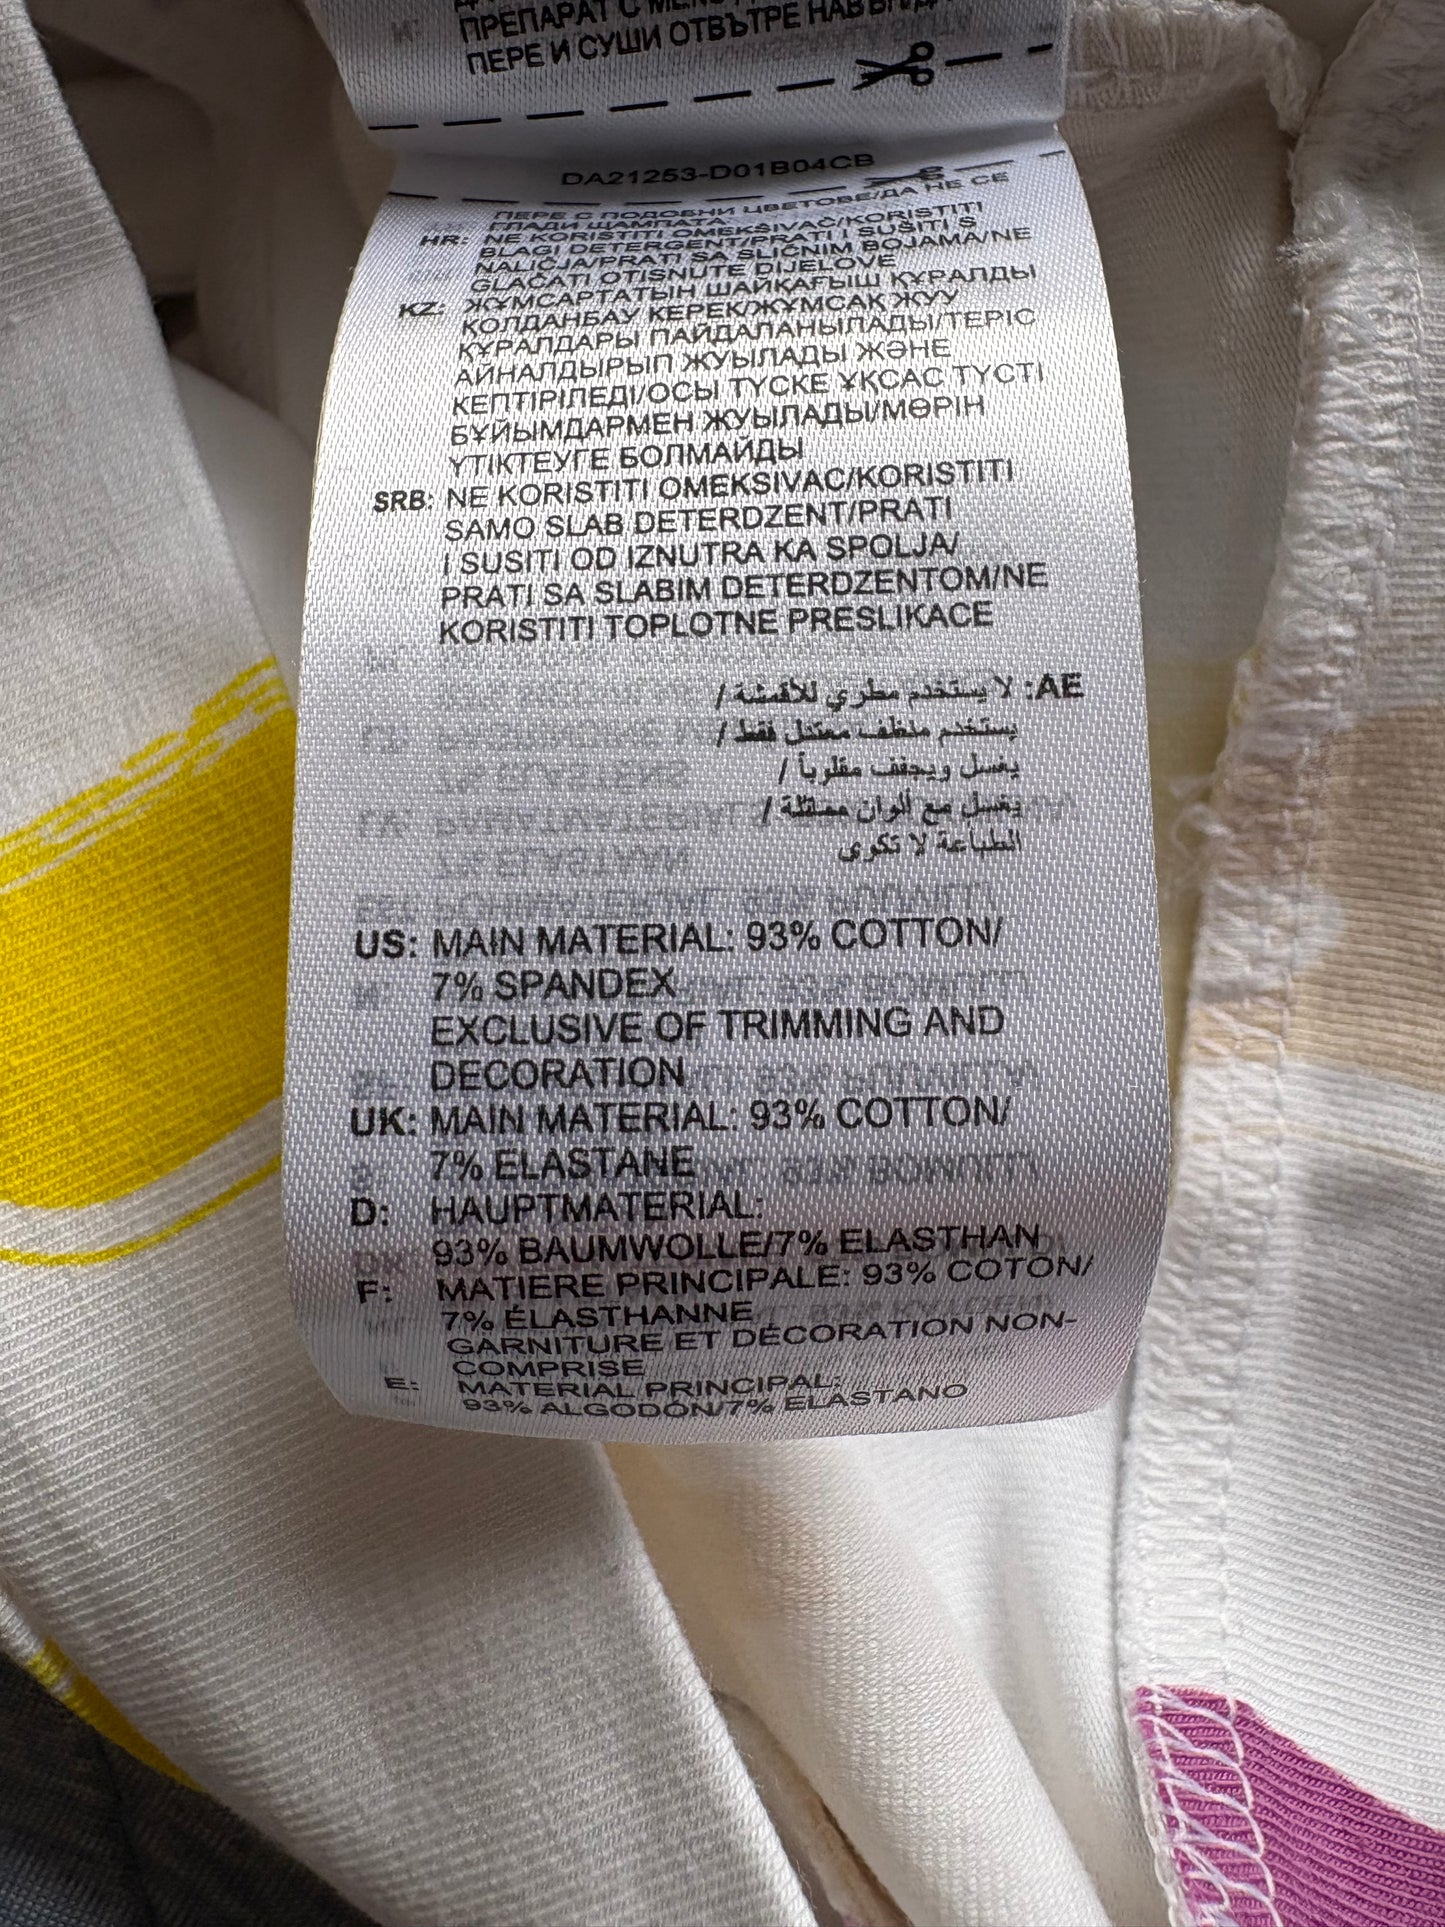 ПРЕПАРАТ С
ПЕРЕ И СУШИ ОТВЪТРЕ НАВЪН/ДА
DA21253-D01B04CB
ПЕРЕ С ПОДОБНИ ЦВЕТОВЕ/ДА НЕ СЕ
ГЛАДИ ЩАМПАТА
HR: NE KORISTITI OMEKŠIVAČ/KORISTITI
BLAGI DETERGENT/PRATI I SUŠITI S
NALIČJA/PRATI SA SLIČNIM BOJAMA/NE
GLAČATI OTISNUTE DIJELOVE
KZ: ЖҰМСАРТАТЫН ШАЙҚАҒЫШ ҚҰРАЛДЫ
ҚОЛДАНБАУ КЕРЕК/ЖҰМСАҚ ЖУУ
ҚҰРАЛДАРЫ ПАЙДАЛАНЫЛАДЫ/ТЕРІС
АЙНАЛДЫРЫП ЖУЫЛАДЫ ЖӘНЕ
КЕПТІРІЛЕДІ/ОСЫ ТҮСКЕ ҰҚСАС ТҮСТІ
БҰЙЫМДАРМЕН ЖУЫЛАДЫ/МӨРІН
ҮТІКТЕУГЕ БОЛМАЙДЫ
SRB: NE KORISTITI OMEKSIVAC/KORISTITI
SAMO SLAB DETERDZENT/PRATI
I SUSITI OD IZNUTRA KA SPOLJA/
PRATI SA SLABIM DETERDZENTOM/NE
KORISTITI TOPLOTNE PRESLIKACE
AE: لا يستخدم مطري للأقمشة /
يستخدم منظف معتدل فقط /
يغسل ويجفف مقلوباً /
يغسل مع ألوان مماثلة /
الطباعة لا تكوى
US: MAIN MATERIAL: 93% COTTON/
7% SPANDEX
EXCLUSIVE OF TRIMMING AND
DECORATION
UK: MAIN MATERIAL: 93% COTTON/
7% ELASTANE
D: HAUPTMATERIAL:
93% BAUMWOLLE/7% ELASTHAN
F: MATIERE PRINCIPALE: 93% COTON/
7% ÉLASTHANNE
GARNITURE ET DÉCORATION NON-
COMPRISE
E: MATERIAL PRINCIPAL:
93% ALGODÓN/7% ELASTANO